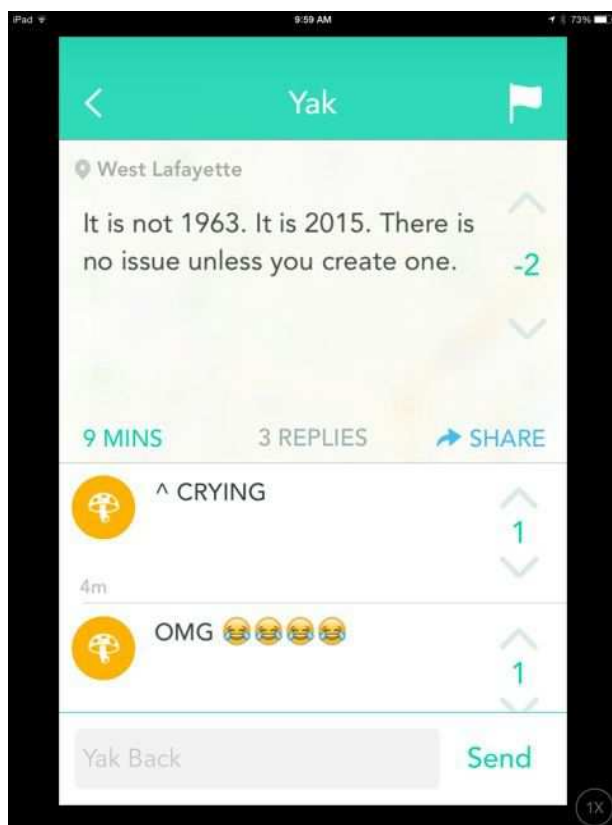 iPad 9:59 AM 73%
Yak
West Lafayette
It is not 1963. It is 2015. There is
no issue unless you create one.
-2
9 MINS 3 REPLIES SHARE
^ CRYING
1
4m
OMG 😂😂😂😂
1
Yak Back Send
1X